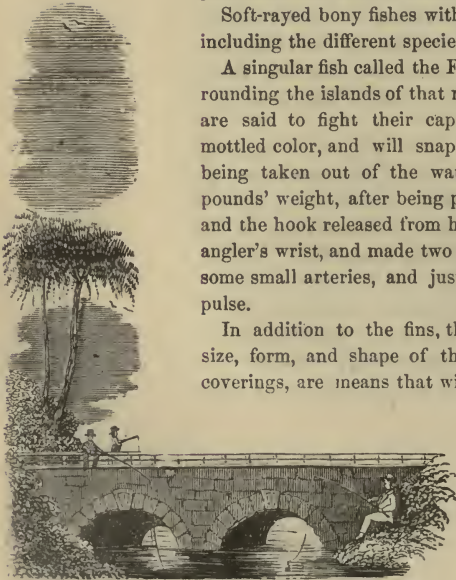 Soft-rayed bony fishes with
including the different specie
A singular fish called the
rounding the islands of that
are said to fight their cap
mottled color, and will snap
being taken out of the wa
pounds' weight, after being
and the hook released from
angler's wrist, and made two
some small arteries, and jus
pulse.
In addition to the fins, th
size, form, and shape of th
coverings, are means that wi